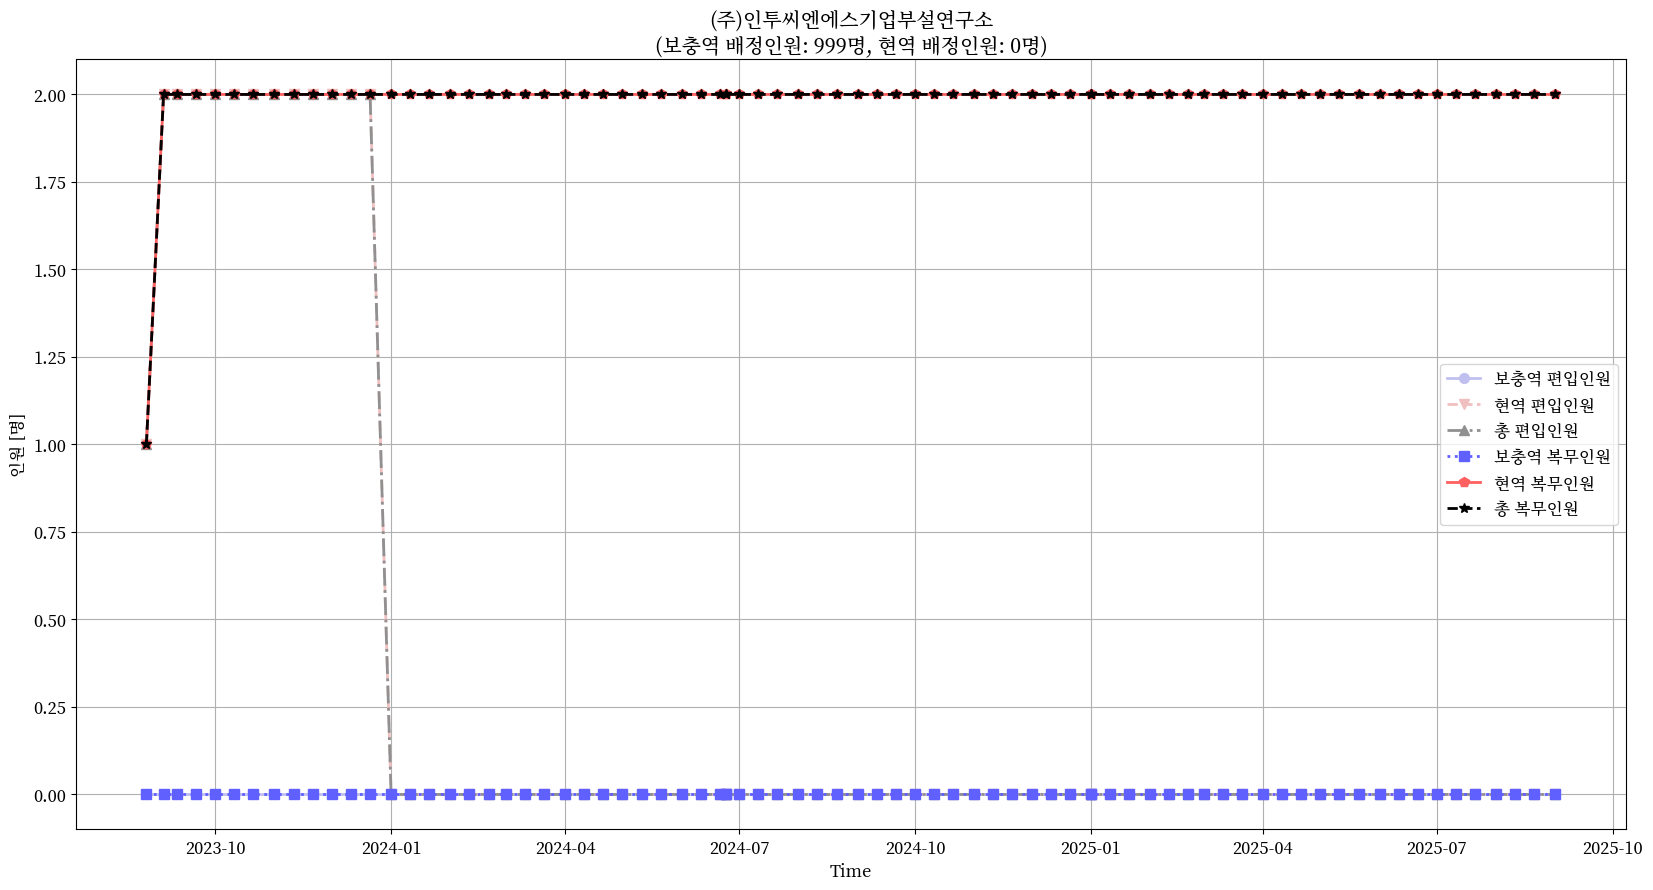 (주)인투씨엔에스기업부설연구소
(보충역 배정인원: 999명, 현역 배정인원: 0명)
2.00
1.75
1.50
1.25
1.00
0.75
0.50
0.25
0.00
인원 [명]
보충역 편입인원
현역 편입인원
총 편입인원
보충역 복무인원
현역 복무인원
총 복무인원
2023-10
2024-01
2024-04
2024-07
2024-10
2025-01
2025-04
2025-07
2025-10
Time